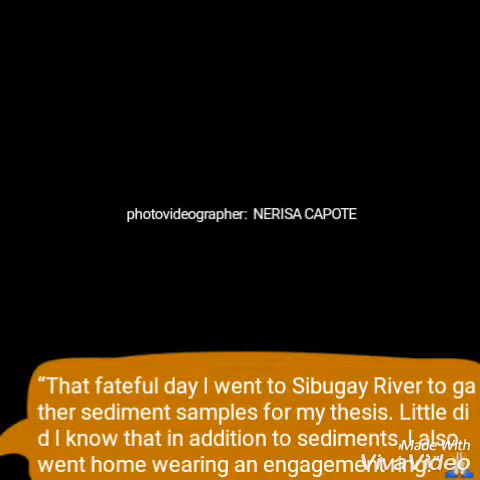 photovideographer: NERISA CAPOTE
“That fateful day I went to Sibugay River to ga
ther sediment samples for my thesis. Little di
d I know that in addition to sediments, I also
went home wearing an engagement ring.”
Made With
VivaVideo